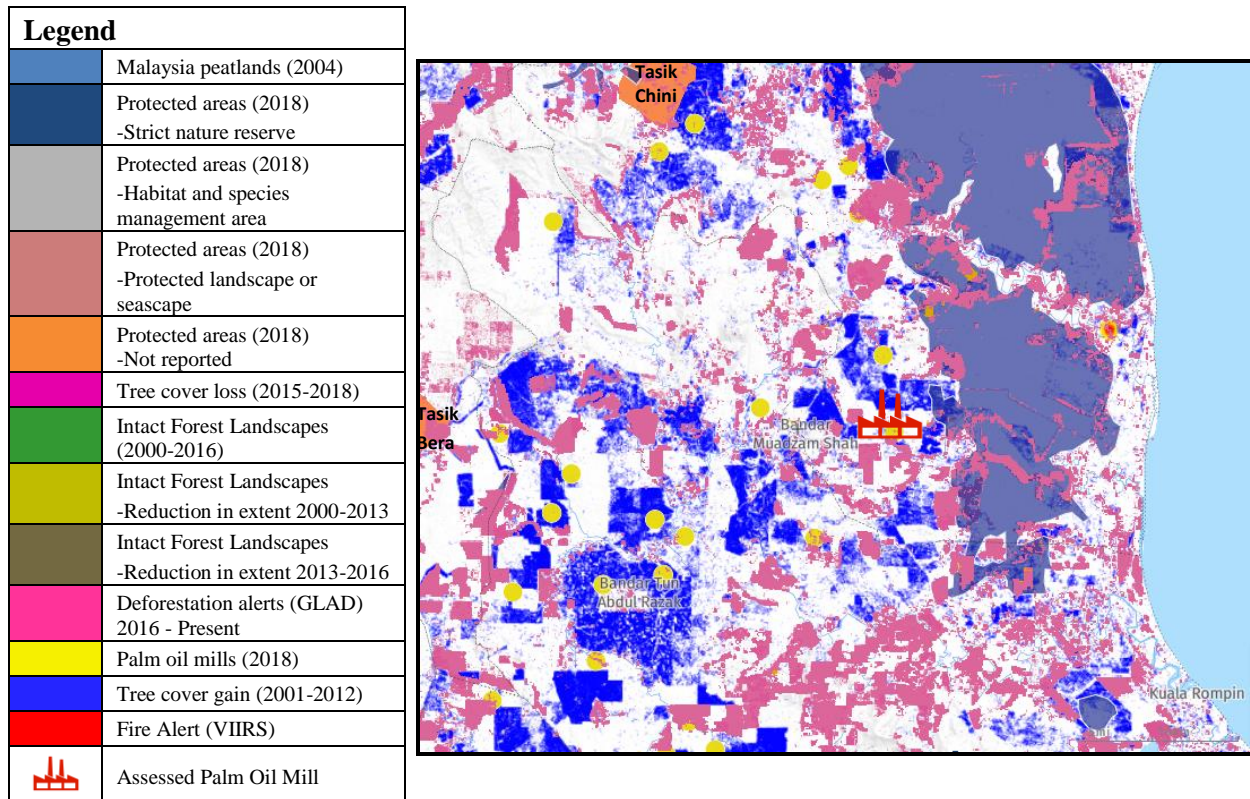 Legend
Malaysia peatlands (2004)
Protected areas (2018)
-Strict nature reserve
Protected areas (2018)
-Habitat and species
management area
Protected areas (2018)
-Protected landscape or
seascape
Protected areas (2018)
-Not reported
Tree cover loss (2015-2018)
Intact Forest Landscapes
(2000-2016)
Intact Forest Landscapes
-Reduction in extent 2000-2013
Intact Forest Landscapes
-Reduction in extent 2013-2016
Deforestation alerts (GLAD)
2016 - Present
Palm oil mills (2018)
Tree cover gain (2001-2012)
Fire Alert (VIIRS)
Assessed Palm Oil Mill
Tasik
Chini
Tasik
Bera
Bandar
Muadzam Shah
Bandar Tun
Abdul Razak
Kuala Rompin